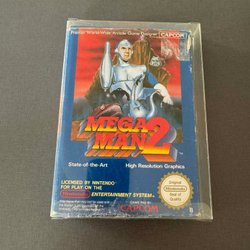 Premier World-Wide Arcade Game Designer
CAPCOM
MEGA
MAN 2
State-of-the-Art
High Resolution Graphics
LICENSED BY NINTENDO
FOR PLAY ON THE
Nintendo
ENTERTAINMENT SYSTEM
Original
Nintendo
Seal of
Quality
CAPCOM